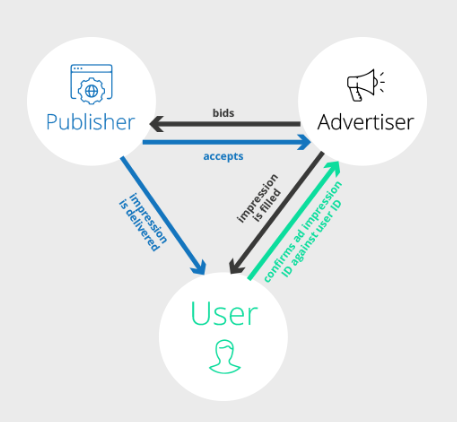 Publisher
Advertiser
bids
accepts
impression
is delivered
impression
is filled
confirms ad impression
ID against user ID
User